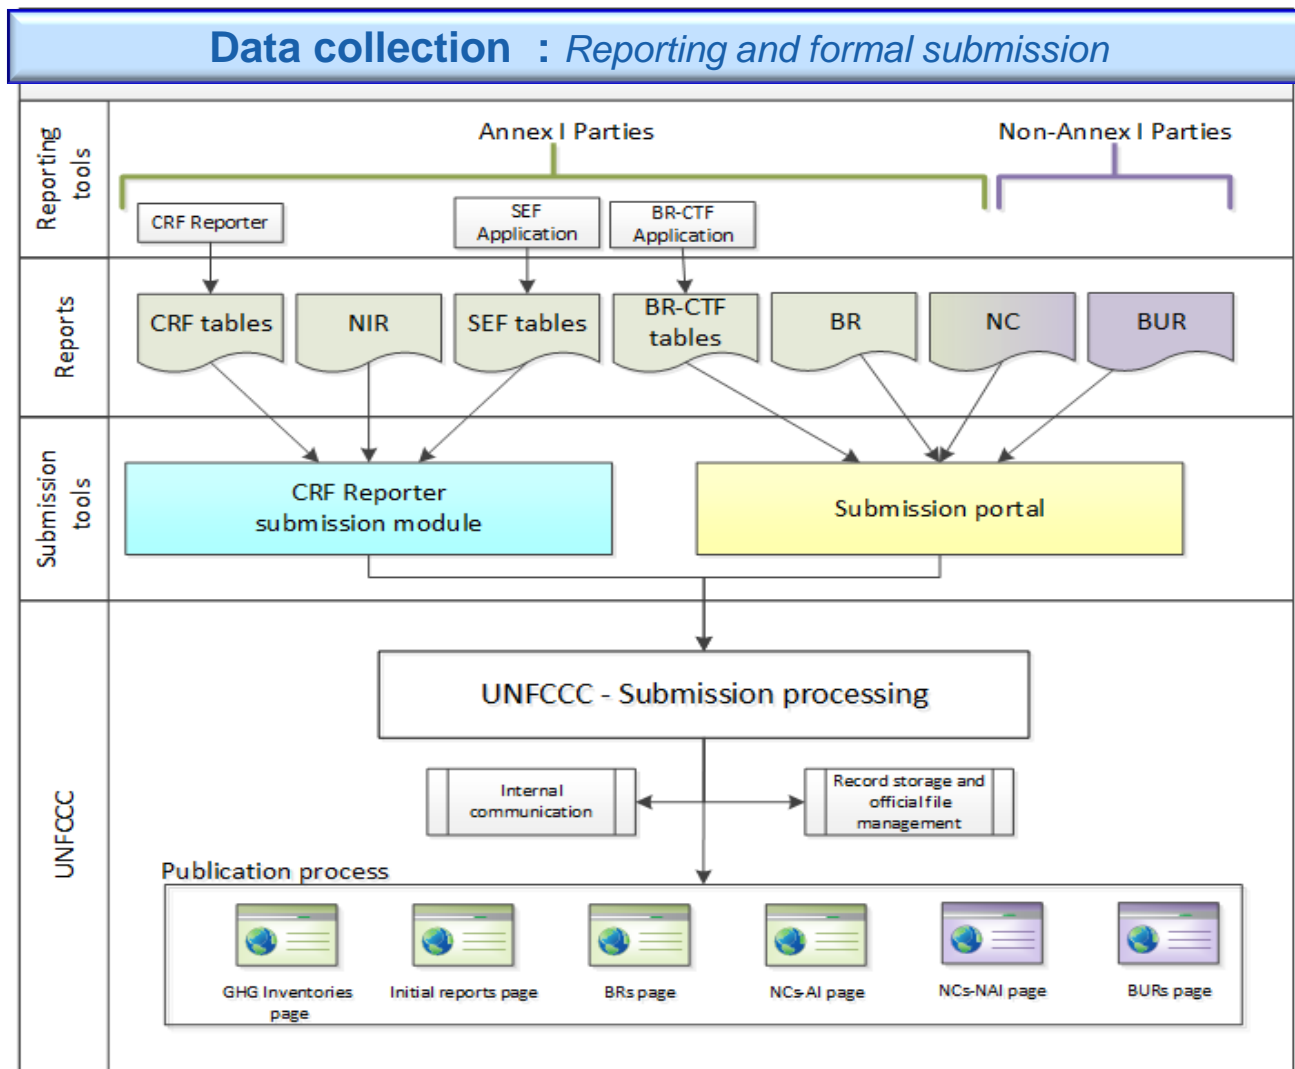 Data collection : Reporting and formal submission
Reporting
tools
Annex I Parties
Non-Annex I Parties
CRF Reporter
SEF
Application
BR-CTF
Application
Reports
CRF tables
NIR
SEF tables
BR-CTF
tables
BR
NC
BUR
Submission
tools
CRF Reporter
submission module
Submission portal
UNFCCC
UNFCCC - Submission processing
Internal
communication
Record storage and
official file
management
Publication process
GHG Inventories
page
Initial reports page
BRs page
NCs-AI page
NCs-NAI page
BURs page